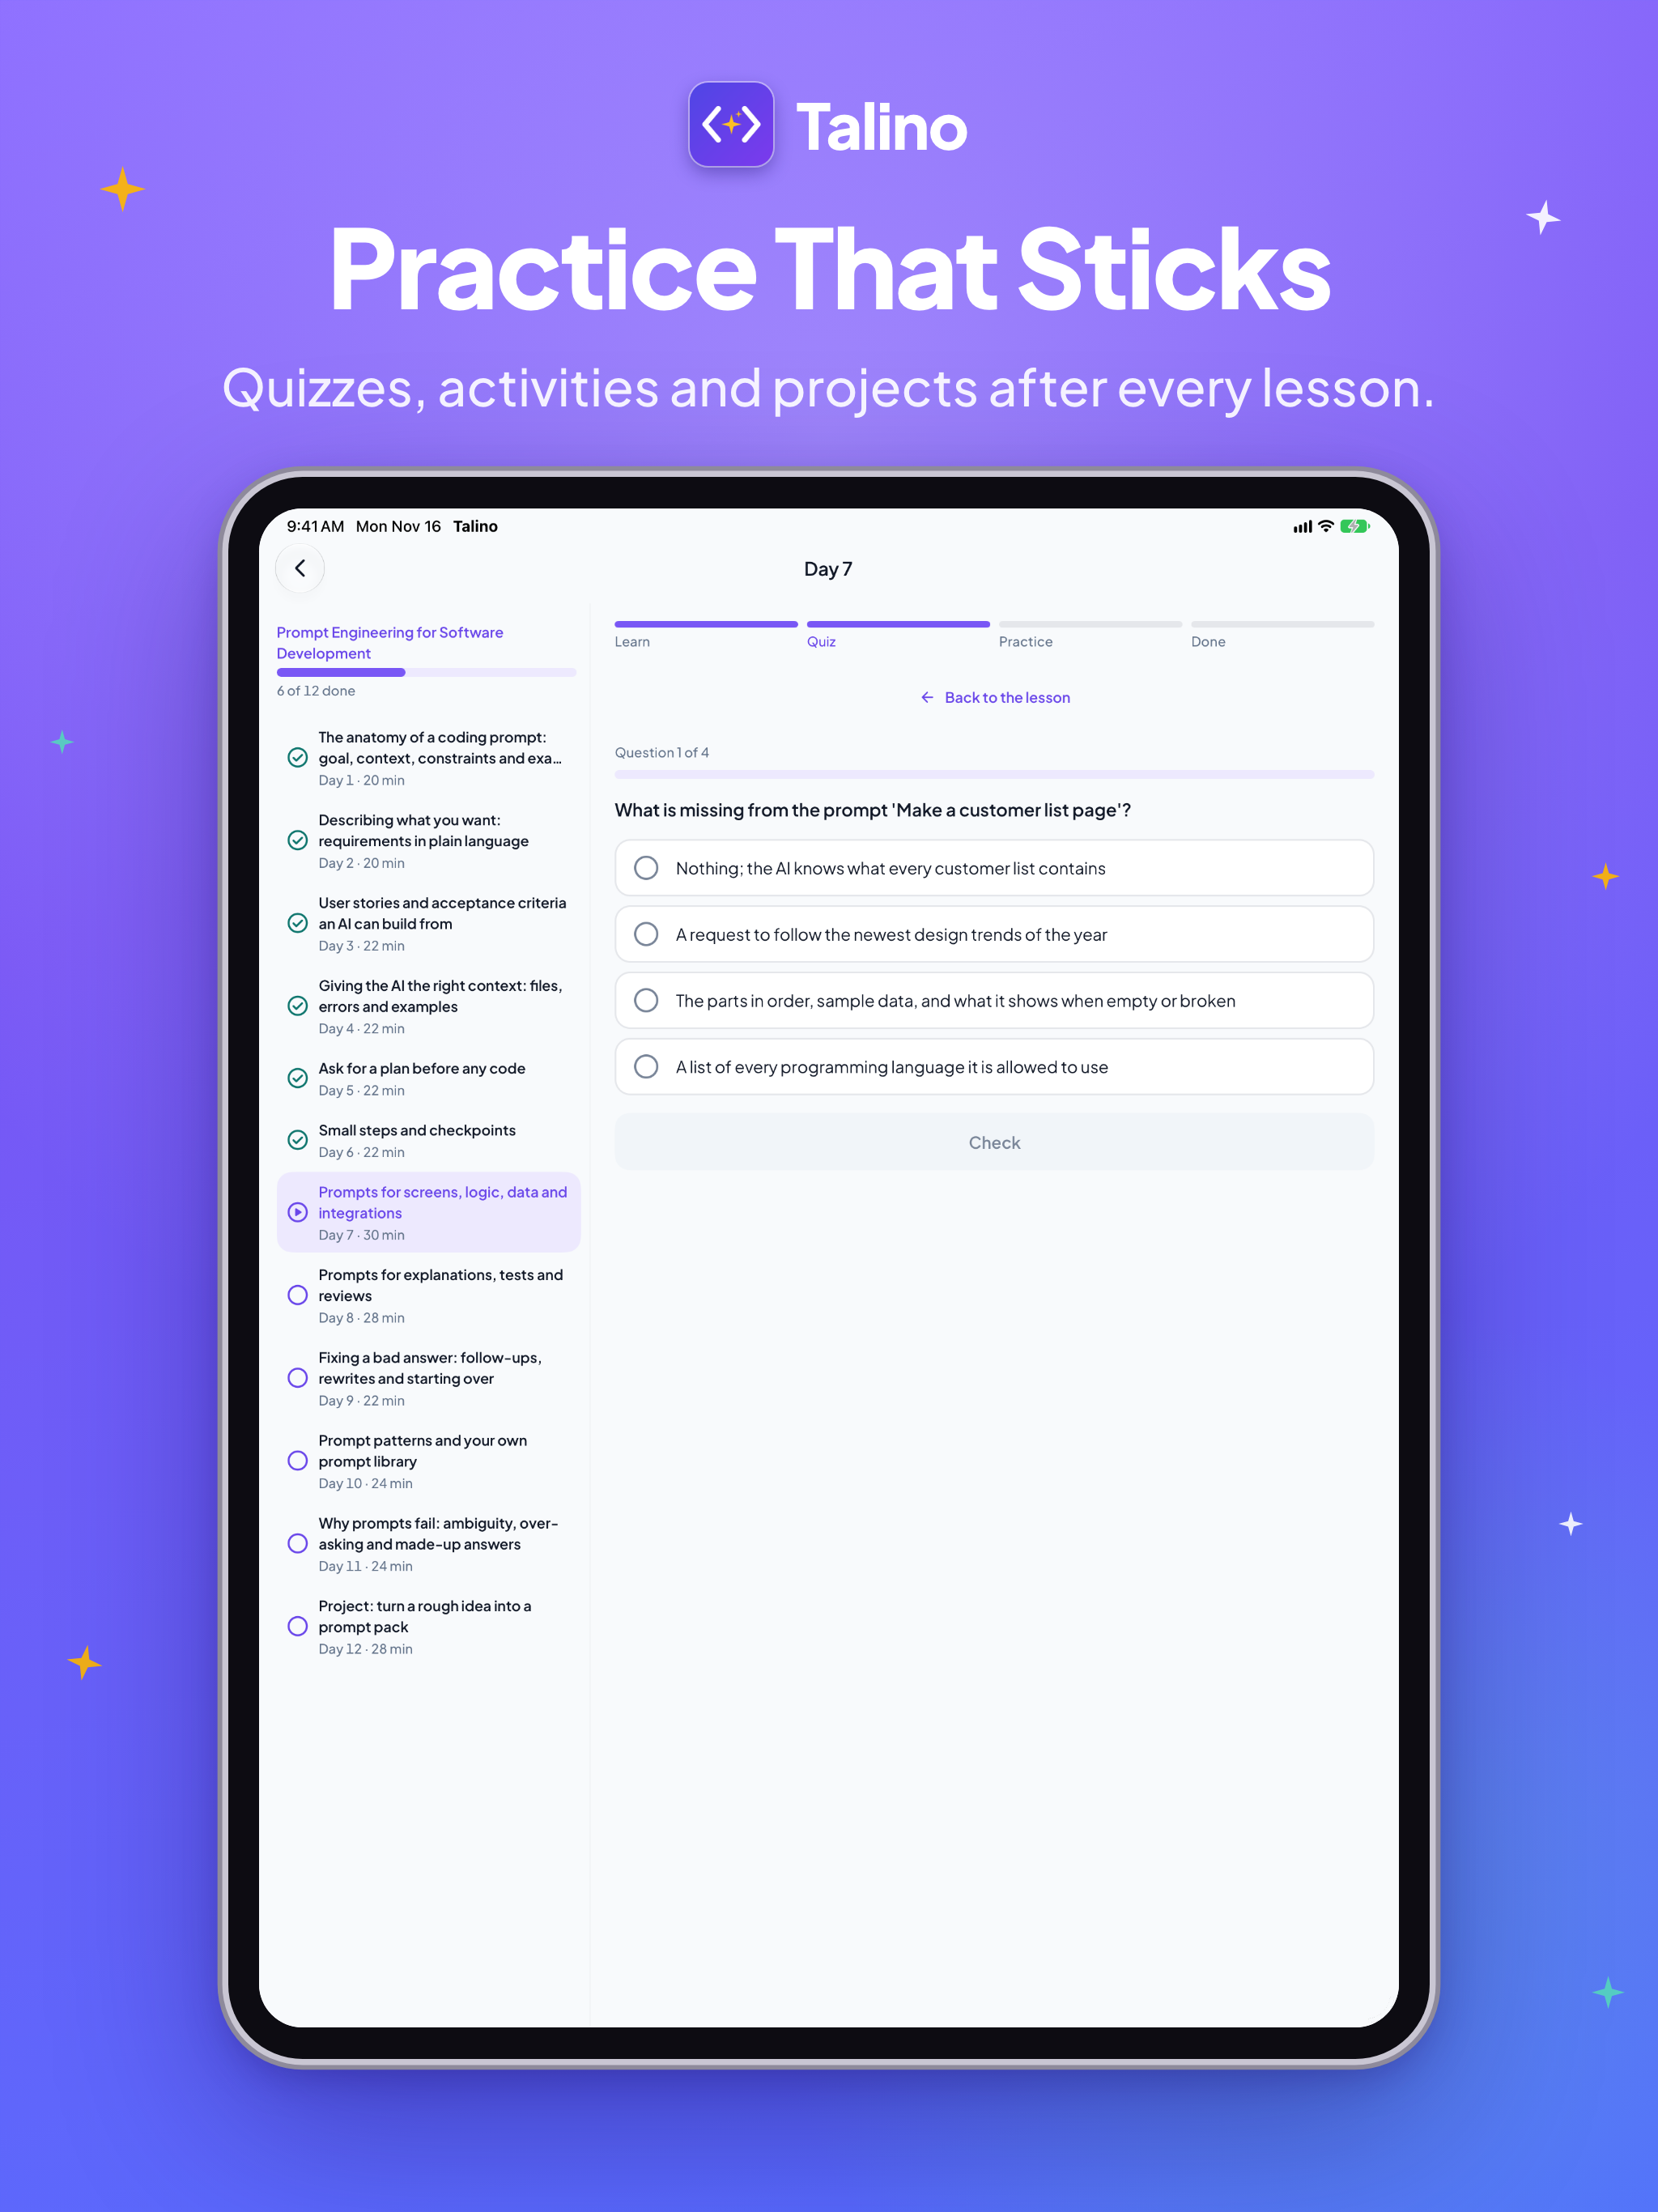 Talino
Practice That Sticks
Quizzes, activities and projects after every lesson.
9:41 AM Mon Nov 16 Talino
Day 7
Prompt Engineering for Software
Development
6 of 12 done
The anatomy of a coding prompt:
goal, context, constraints and exa…
Day 1 · 20 min
Describing what you want:
requirements in plain language
Day 2 · 20 min
User stories and acceptance criteria
an AI can build from
Day 3 · 22 min
Giving the AI the right context: files,
errors and examples
Day 4 · 22 min
Ask for a plan before any code
Day 5 · 22 min
Small steps and checkpoints
Day 6 · 22 min
Prompts for screens, logic, data and
integrations
Day 7 · 30 min
Prompts for explanations, tests and
reviews
Day 8 · 28 min
Fixing a bad answer: follow-ups,
rewrites and starting over
Day 9 · 22 min
Prompt patterns and your own
prompt library
Day 10 · 24 min
Why prompts fail: ambiguity, over-
asking and made-up answers
Day 11 · 24 min
Project: turn a rough idea into a
prompt pack
Day 12 · 28 min
Learn Quiz Practice Done
← Back to the lesson
Question 1 of 4
What is missing from the prompt 'Make a customer list page'?
Nothing; the AI knows what every customer list contains
A request to follow the newest design trends of the year
The parts in order, sample data, and what it shows when empty or broken
A list of every programming language it is allowed to use
Check